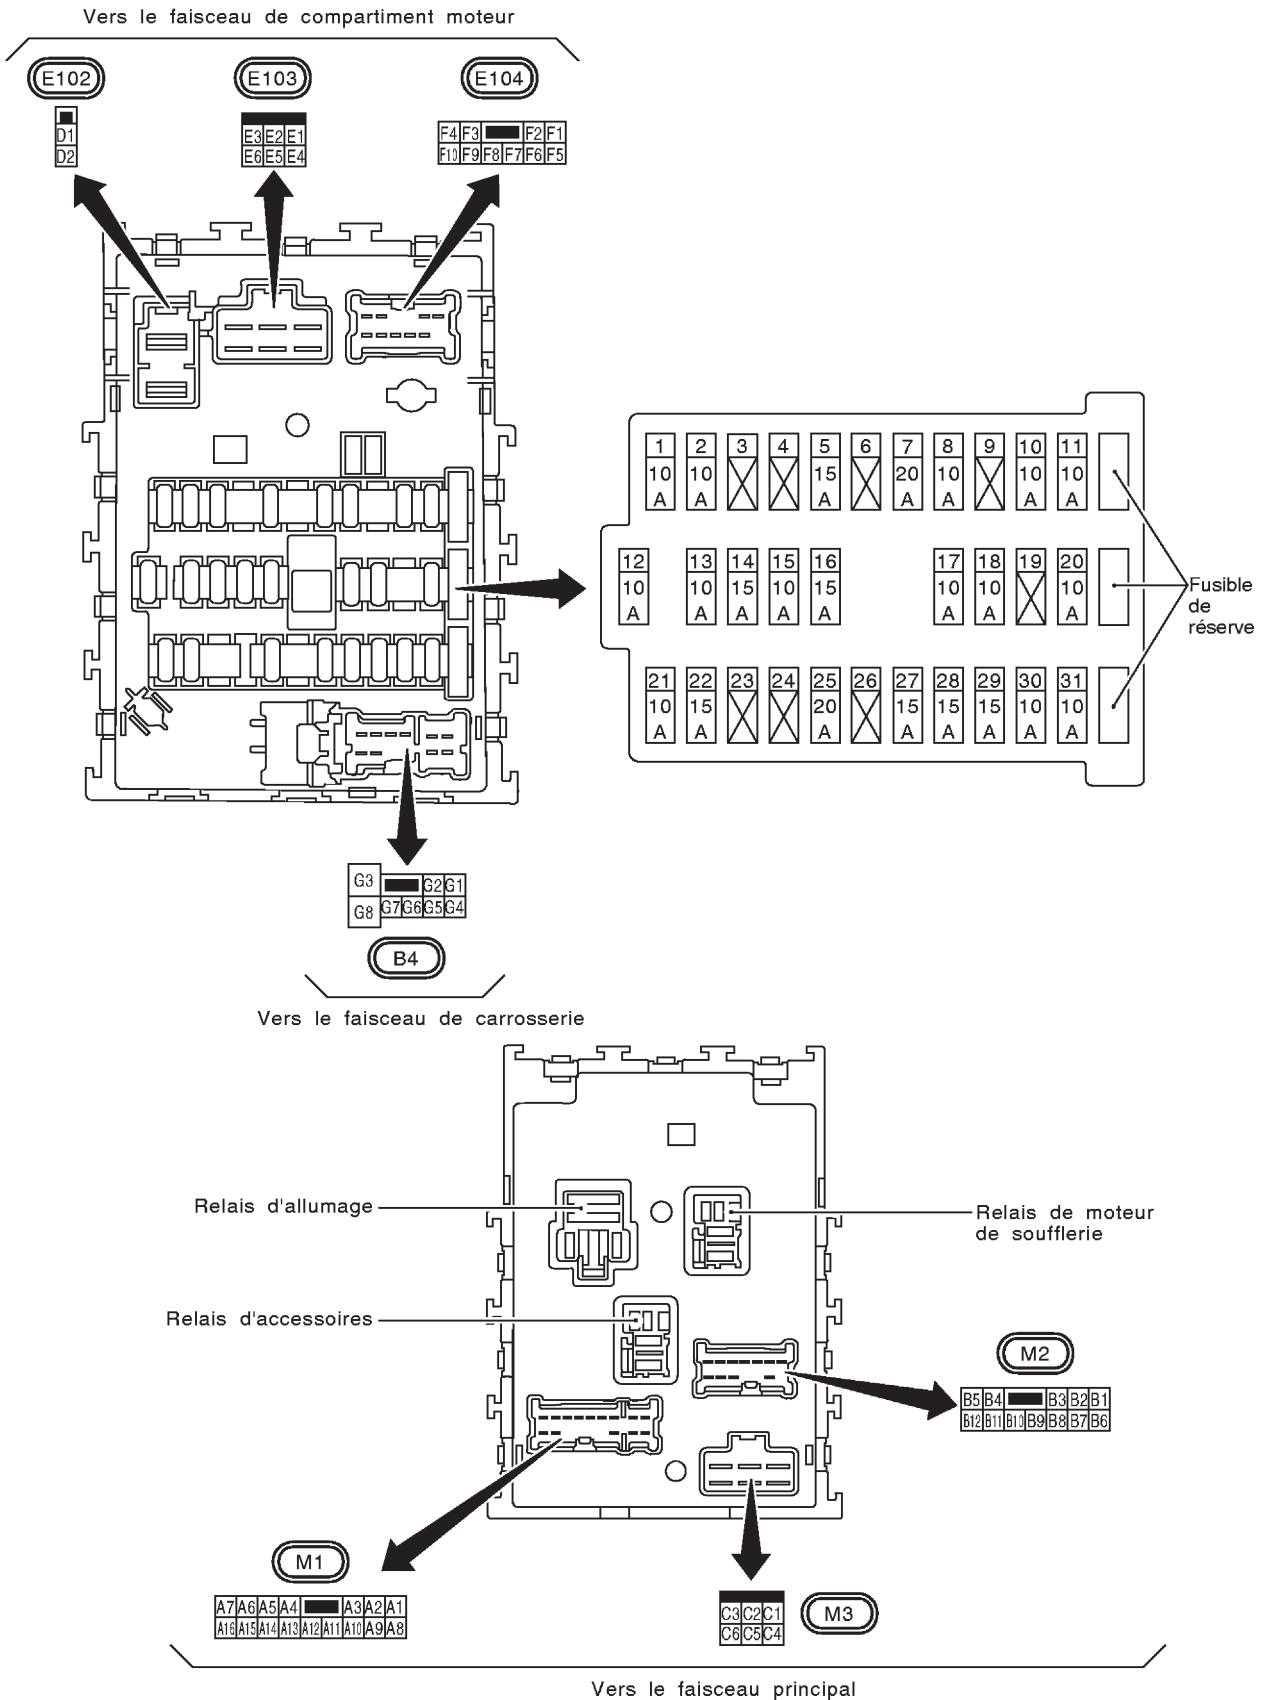 Vers le faisceau de compartiment moteur
E102 E103 E104
D1
D2
E3 E2 E1
E6 E5 E4
F4 F3 F2 F1
F10 F9 F8 F7 F6 F5
1 2 3 4 5 6 7 8 9 10 11
10 10 15 20 10 10 10
A A A A A A A
12 13 14 15 16 17 18 19 20
10 10 15 10 15 10 10 10
A A A A A A A A
21 22 23 24 25 26 27 28 29 30 31
10 15 20 15 15 15 10 10
A A A A A A A A
Fusible
de
réserve
G3 G2 G1
G8 G7 G6 G5 G4
B4
Vers le faisceau de carrosserie
Relais d'allumage
Relais de moteur
de soufflerie
Relais d'accessoires
M2
B5 B4 B3 B2 B1
B12 B11 B10 B9 B8 B7 B6
M1
A7 A6 A5 A4 A3 A2 A1
A16 A15 A14 A13 A12 A11 A10 A9 A8
C3 C2 C1
C6 C5 C4
M3
Vers le faisceau principal